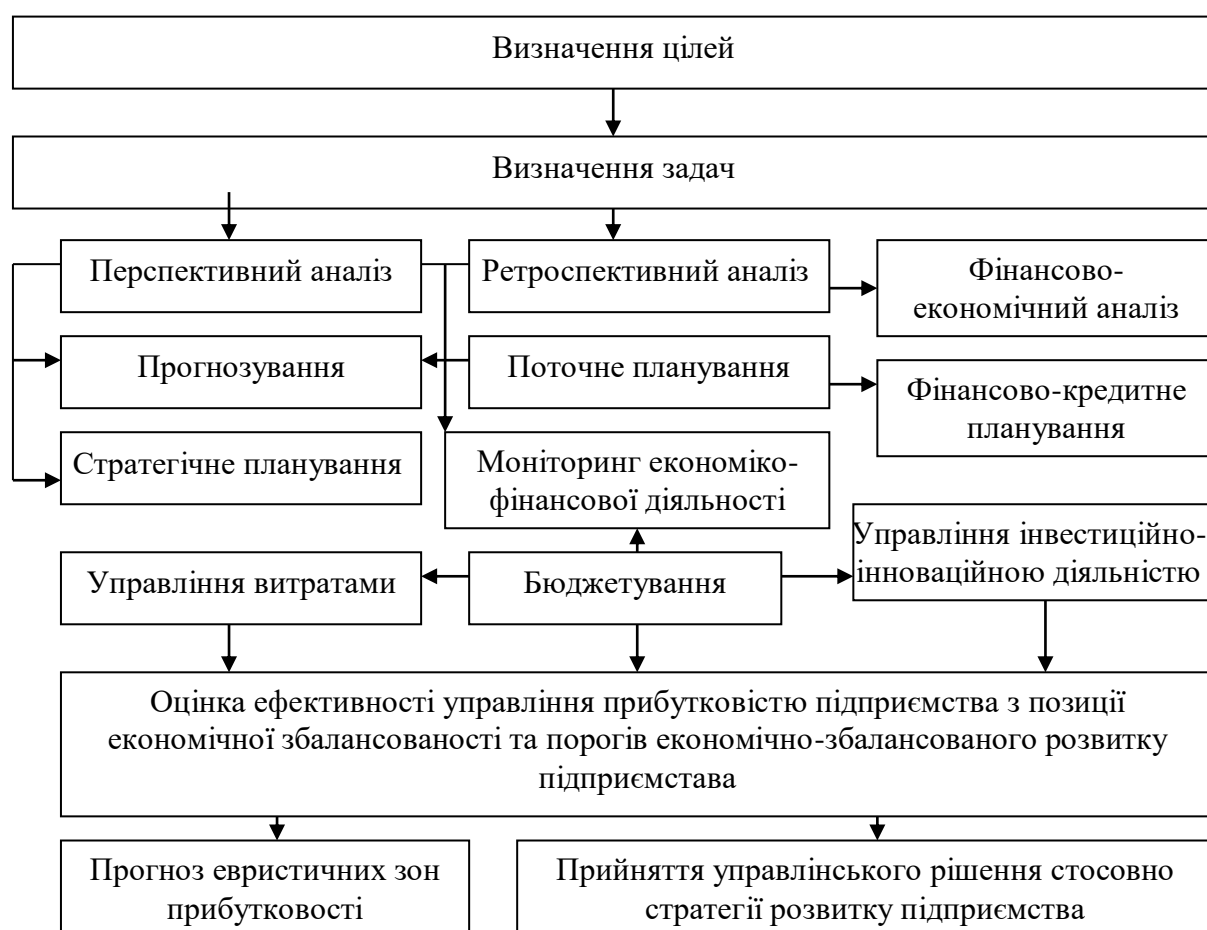 Визначення цілей
Визначення задач
Перспективний аналіз
Ретроспективний аналіз
Фінансово-
економічний аналіз
Прогнозування
Поточне планування
Фінансово-кредитне
планування
Стратегічне планування
Моніторинг економіко-
фінансової діяльності
Управління інвестиційно-
інноваційною діяльністю
Управління витратами
Бюджетування
Оцінка ефективності управління прибутковістю підприємства з позиції
економічної збалансованості та порогів економічно-збалансованого розвитку
підприємстава
Прогноз евристичних зон
прибутковості
Прийняття управлінського рішення стосовно
стратегії розвитку підприємства